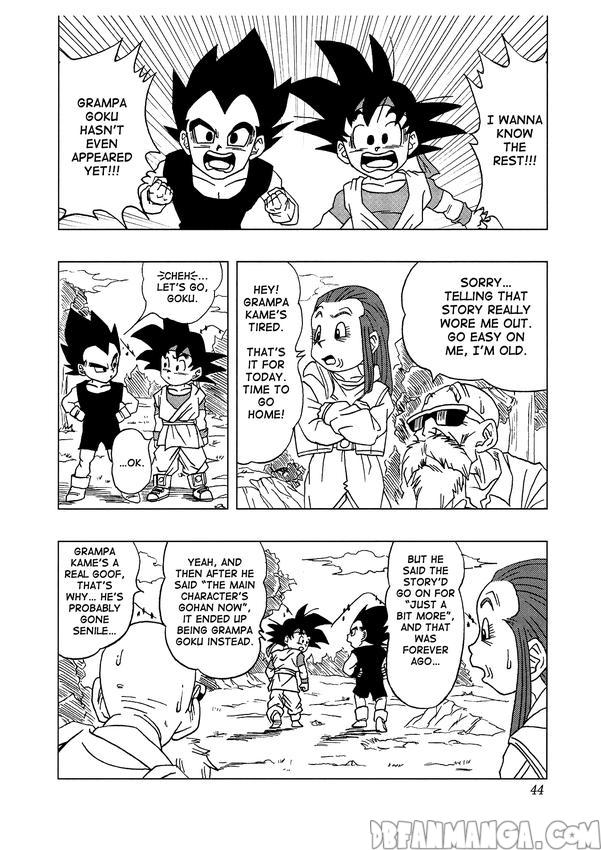 I WANNA
KNOW
THE
REST!!!
GRAMPA
GOKU
HASN'T
EVEN
APPEARED
YET!!!
SORRY...
TELLING THAT
STORY REALLY
WORE ME OUT.
GO EASY ON
ME, I'M OLD.
HEY!
GRAMPA
KAME'S
TIRED.
THAT'S
IT FOR
TODAY.
TIME TO
GO
HOME!
CHEH...
LET'S GO,
GOKU.
...OK.
BUT HE
SAID THE
STORY'D
GO ON FOR
"JUST A
BIT MORE",
AND THAT
WAS
FOREVER
AGO...
YEAH, AND
THEN AFTER HE
SAID "THE MAIN
CHARACTER'S
GOHAN NOW",
IT ENDED UP
BEING GRAMPA
GOKU INSTEAD.
GRAMPA
KAME'S A
REAL GOOF,
THAT'S
WHY... HE'S
PROBABLY
GONE
SENILE...
44
DBFANMANGA.COM